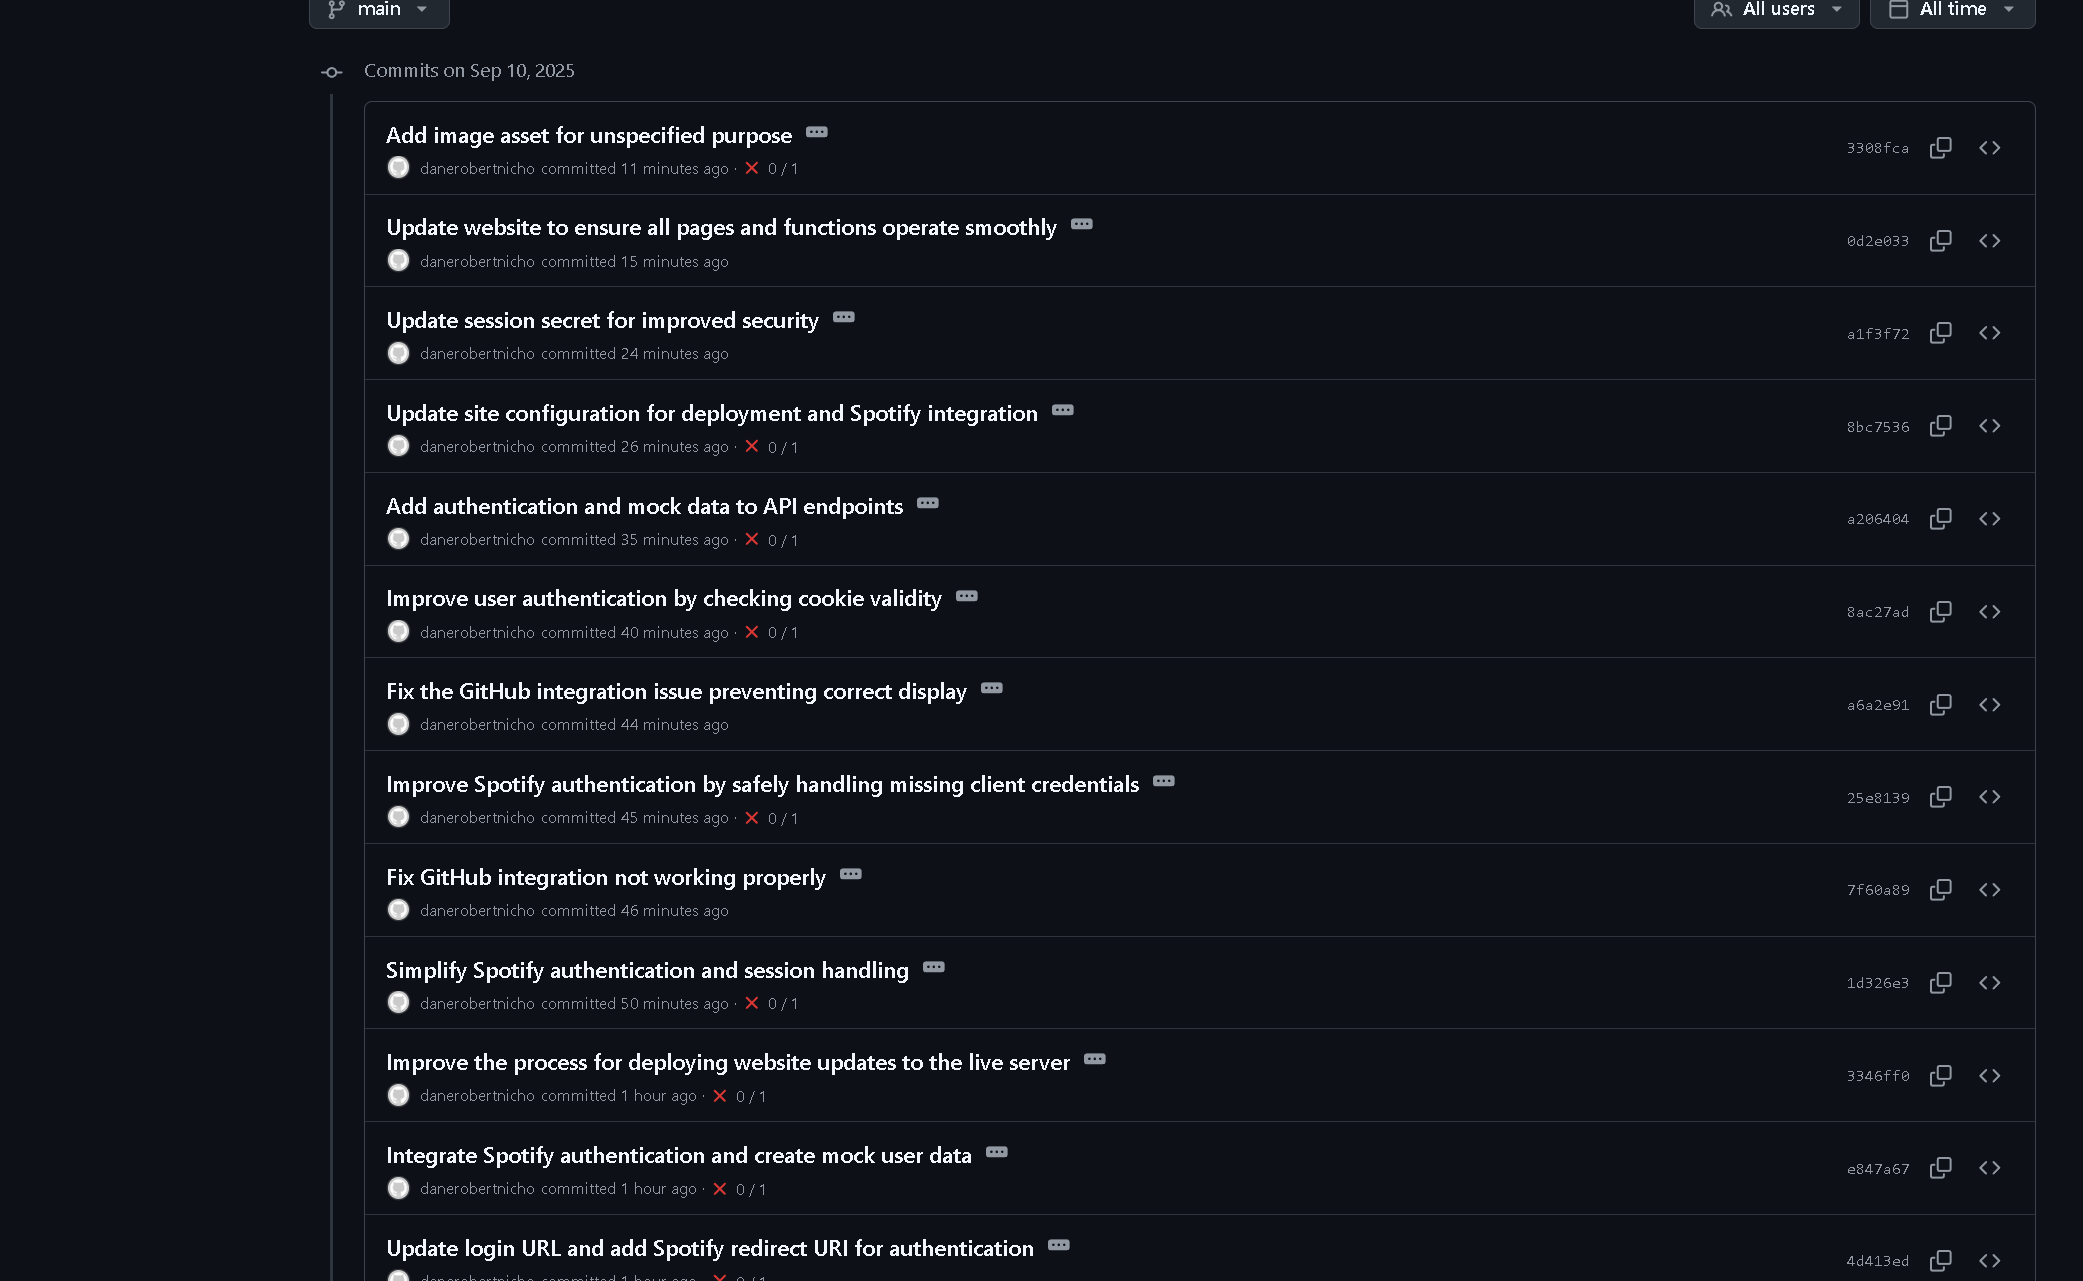 main
All users
All time
Commits on Sep 10, 2025
Add image asset for unspecified purpose
danerobertnicho committed 11 minutes ago · 0 / 1
3308fca
Update website to ensure all pages and functions operate smoothly
danerobertnicho committed 15 minutes ago
0d2e033
Update session secret for improved security
danerobertnicho committed 24 minutes ago
a1f3f72
Update site configuration for deployment and Spotify integration
danerobertnicho committed 26 minutes ago · 0 / 1
8bc7536
Add authentication and mock data to API endpoints
danerobertnicho committed 35 minutes ago · 0 / 1
a206404
Improve user authentication by checking cookie validity
danerobertnicho committed 40 minutes ago · 0 / 1
8ac27ad
Fix the GitHub integration issue preventing correct display
danerobertnicho committed 44 minutes ago
a6a2e91
Improve Spotify authentication by safely handling missing client credentials
danerobertnicho committed 45 minutes ago · 0 / 1
25e8139
Fix GitHub integration not working properly
danerobertnicho committed 46 minutes ago
7f60a89
Simplify Spotify authentication and session handling
danerobertnicho committed 50 minutes ago · 0 / 1
1d326e3
Improve the process for deploying website updates to the live server
danerobertnicho committed 1 hour ago · 0 / 1
3346ff0
Integrate Spotify authentication and create mock user data
danerobertnicho committed 1 hour ago · 0 / 1
e847a67
Update login URL and add Spotify redirect URI for authentication
danerobertnicho committed 1 hour ago · 0 / 1
4d413ed